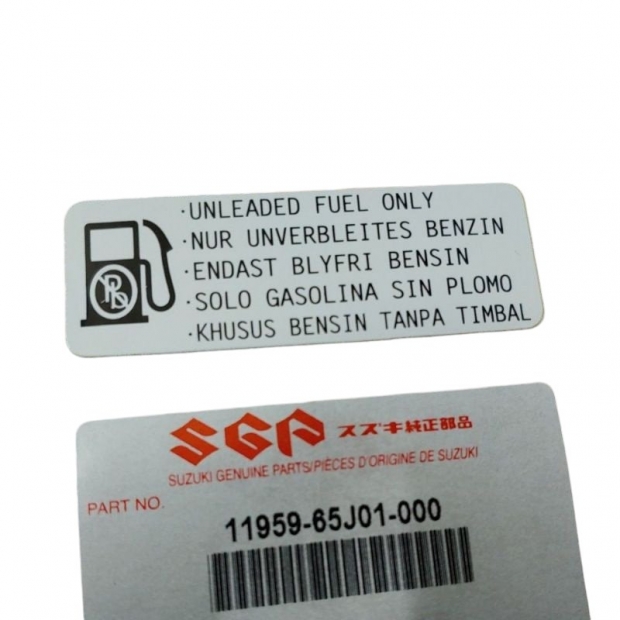 ·UNLEADED FUEL ONLY
·NUR UNVERBLEITES BENZIN
·ENDAST BLYFRI BENSIN
·SOLO GASOLINA SIN PLOMO
·KHUSUS BENSIN TANPA TIMBAL
Pb
SGP スズキ純正部品
SUZUKI GENUINE PARTS/PIÈCES D'ORIGINE DE SUZUKI
PART NO.
11959-65J01-000